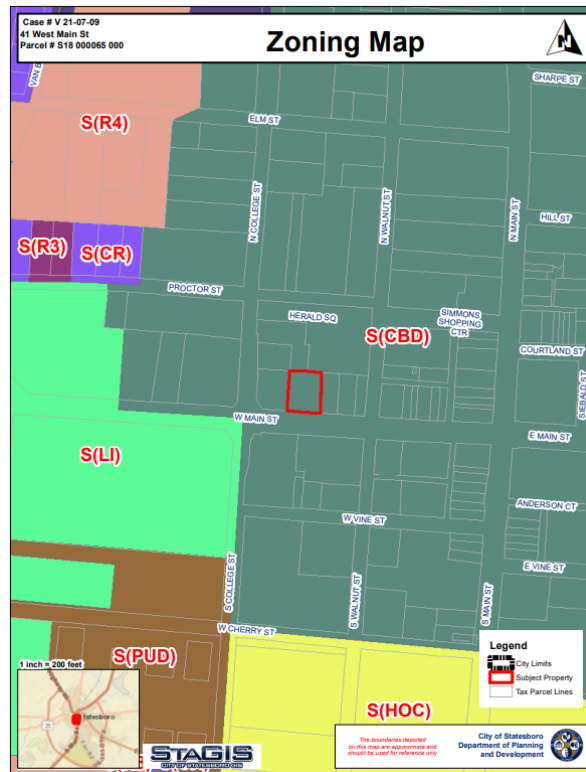 Case # V 21-07-09
41 West Main St
Parcel # S18 000065 000
Zoning Map
N
SHARPE ST
S(R4)
ELM ST
N COLLEGE ST
N WALNUT ST
N MAIN ST
HILL ST
S(R3)
S(CR)
PROCTOR ST
HERALD SQ
SIMMONS
SHOPPING
CTR
S(CBD)
COURTLAND ST
SIEBALD ST
W MAIN ST
E MAIN ST
S(LI)
ANDERSON CT
W VINE ST
E VINE ST
S COLLEGE ST
S WALNUT ST
S MAIN ST
W CHERRY ST
S(PUD)
S(HOC)
1 inch = 200 feet
Statesboro
Legend
City Limits
Subject Property
Tax Parcel Lines
STAGIS
CITY OF STATESBORO GIS
The boundaries depicted
on this map are approximate and
should be used for reference only
City of Statesboro
Department of Planning
and Development